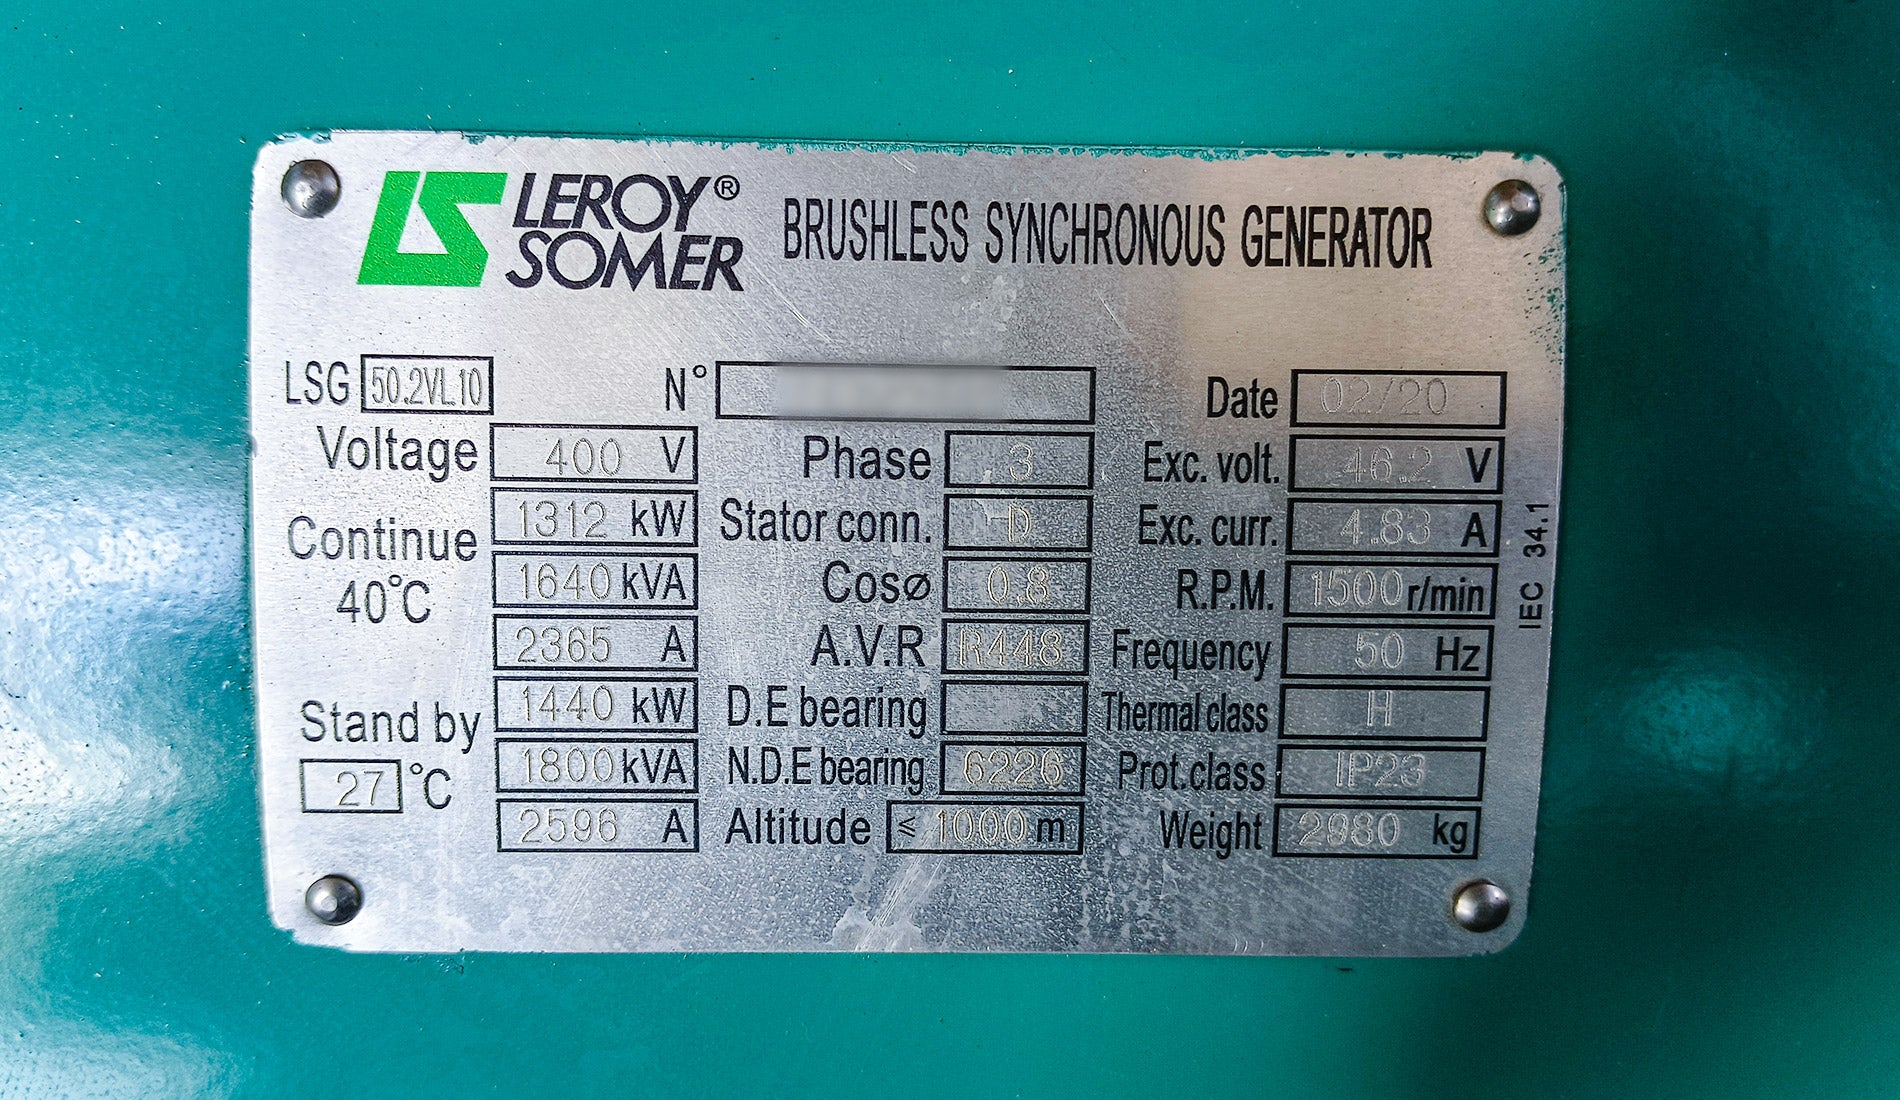 LEROY®
SOMER
BRUSHLESS SYNCHRONOUS GENERATOR
LSG 50.2VL10 N° Date 02/20
Voltage 400 V Phase 3 Exc. volt. 46.2 V
Continue 40°C 1312 kW Stator conn. D Exc. curr. 4.83 A
1640 kVA Cosø 0.8 R.P.M. 1500 r/min
2365 A A.V.R R448 Frequency 50 Hz
Stand by 27 °C 1440 kW D.E bearing Thermal class H
1800 kVA N.D.E bearing 6226 Prot.class IP23
2596 A Altitude ≤ 1000 m Weight 2980 kg
IEC 34.1